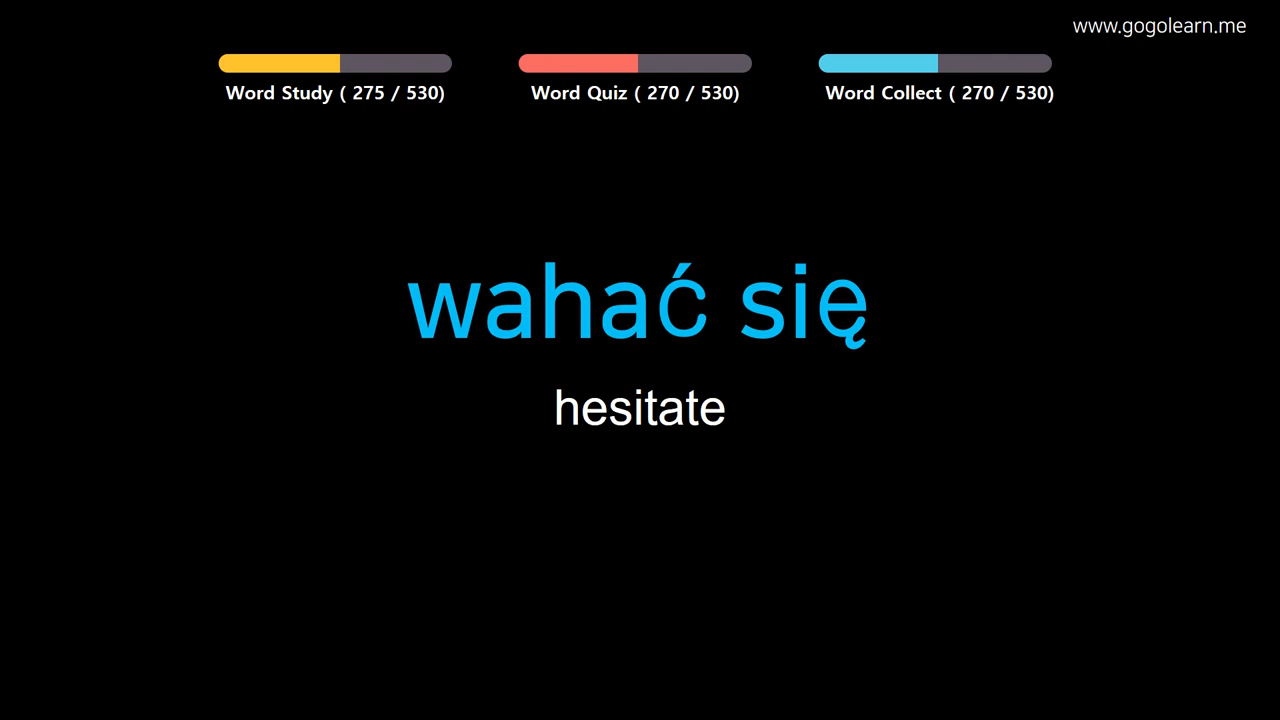 www.gogolearn.me
Word Study ( 275 / 530)
Word Quiz ( 270 / 530)
Word Collect ( 270 / 530)
wahać się
hesitate